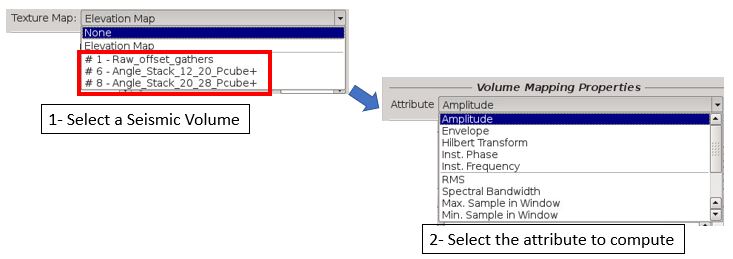 Texture Map: Elevation Map
None
Elevation Map
# 1 - Raw_offset_gathers
# 6 - Angle_Stack_12_20_Pcube+
# 8 - Angle_Stack_20_28_Pcube+
1- Select a Seismic Volume
Volume Mapping Properties
Attribute Amplitude
Amplitude
Envelope
Hilbert Transform
Inst. Phase
Inst. Frequency
RMS
Spectral Bandwidth
Max. Sample in Window
Min. Sample in Window
2- Select the attribute to compute